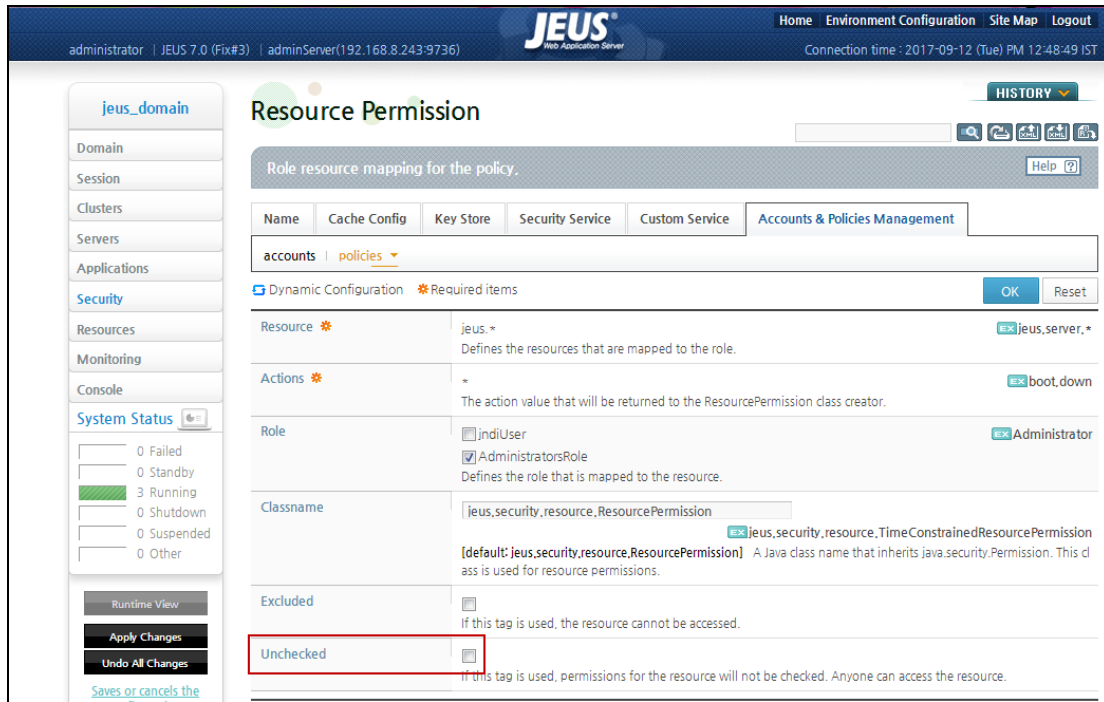 Home Environment Configuration Site Map Logout
JEUS
Web Application Server
administrator | JEUS 7.0 (Fix#3) | adminServer(192.168.8.243:9736)
Connection time : 2017-09-12 (Tue) PM 12:48:49 IST
jeus_domain
Domain
Session
Clusters
Servers
Applications
Security
Resources
Monitoring
Console
System Status
0 Failed
0 Standby
3 Running
0 Shutdown
0 Suspended
0 Other
Runtime View
Apply Changes
Undo All Changes
Saves or cancels the
HISTORY
Resource Permission
XML XML
Role resource mapping for the policy.
Help ?
Name Cache Config Key Store Security Service Custom Service Accounts & Policies Management
accounts | policies
Dynamic Configuration Required items
OK Reset
Resource
jeus.*
EX jeus.server.*
Defines the resources that are mapped to the role.
Actions
*
EX boot,down
The action value that will be returned to the ResourcePermission class creator.
Role
jndiUser
EX Administrator
AdministratorsRole
Defines the role that is mapped to the resource.
Classname
jeus.security.resource.ResourcePermission
EX jeus.security.resource.TimeConstrainedResourcePermission
[default: jeus.security.resource.ResourcePermission] A Java class name that inherits java.security.Permission. This cl
ass is used for resource permissions.
Excluded
If this tag is used, the resource cannot be accessed.
Unchecked
If this tag is used, permissions for the resource will not be checked. Anyone can access the resource.